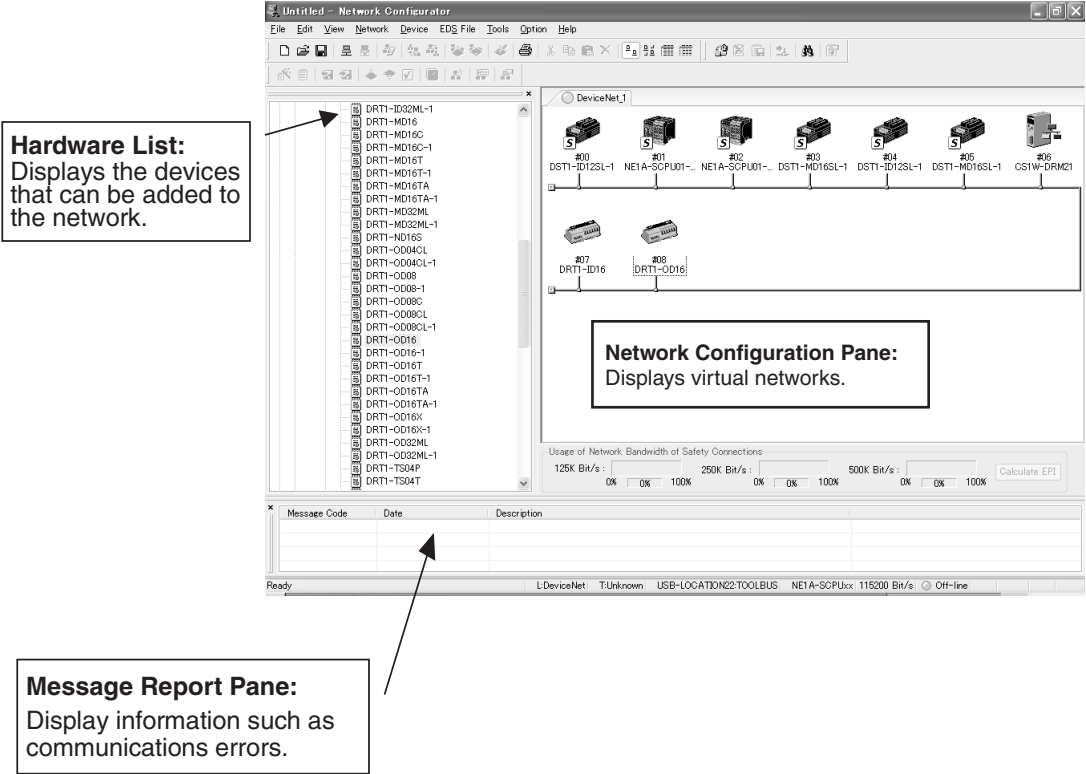 Untitled - Network Configurator
File Edit View Network Device EDS File Tools Option Help
Hardware List:
Displays the devices
that can be added to
the network.
DRT1-ID32ML-1
DRT1-MD16
DRT1-MD16C
DRT1-MD16C-1
DRT1-MD16T
DRT1-MD16T-1
DRT1-MD16TA
DRT1-MD16TA-1
DRT1-MD32ML
DRT1-MD32ML-1
DRT1-ND16S
DRT1-OD04CL
DRT1-OD04CL-1
DRT1-OD08
DRT1-OD08-1
DRT1-OD08C
DRT1-OD08CL
DRT1-OD08CL-1
DRT1-OD16
DRT1-OD16-1
DRT1-OD16T
DRT1-OD16T-1
DRT1-OD16TA
DRT1-OD16TA-1
DRT1-OD16X
DRT1-OD16X-1
DRT1-OD32ML
DRT1-OD32ML-1
DRT1-TS04P
DRT1-TS04T
DeviceNet_1
S S S S S S
#00 #01 #02 #03 #04 #05 #06
DST1-ID12SL-1 NE1A-SCPU01-... NE1A-SCPU01-... DST1-MD16SL-1 DST1-ID12SL-1 DST1-MD16SL-1 CS1W-DRM21
#07 #08
DRT1-ID16 DRT1-OD16
Network Configuration Pane:
Displays virtual networks.
Usage of Network Bandwidth of Safety Connections
125K Bit/s : 250K Bit/s : 500K Bit/s : Calculate EPI
0% 0% 100% 0% 0% 100% 0% 0% 100%
Message Code Date Description
Ready L:DeviceNet T:Unknown USB-LOCATION22:TOOLBUS NE1A-SCPUxx 115200 Bit/s Off-line
Message Report Pane:
Display information such as
communications errors.